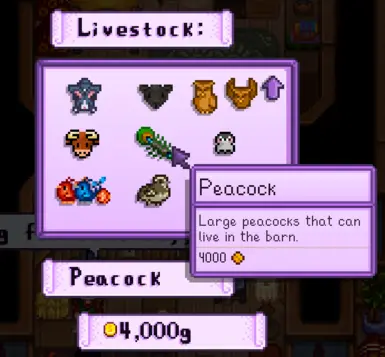 Livestock:
Peacock
Large peacocks that can
live in the barn.
4000
g f
Peacock
4,000g